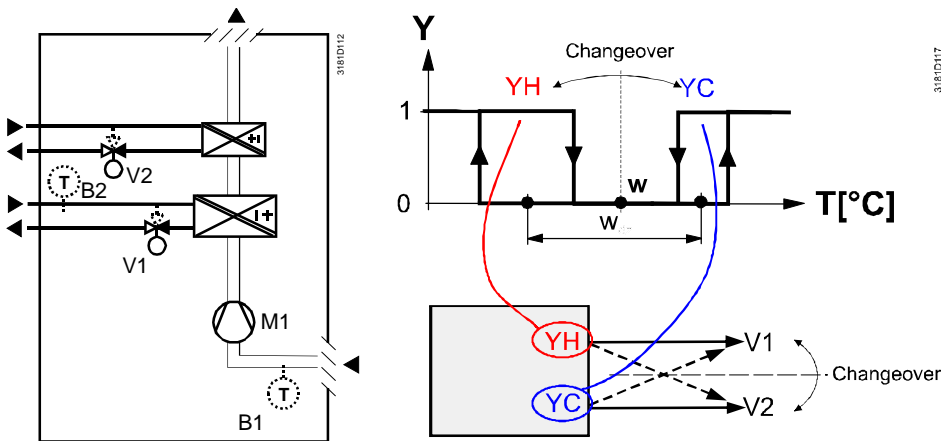 3181D112
V2
T
B2
V1
M1
T
B1
Y
Changeover
YH
YC
1
0
w
w
T[°C]
3181D117
YH
YC
V1
V2
Changeover